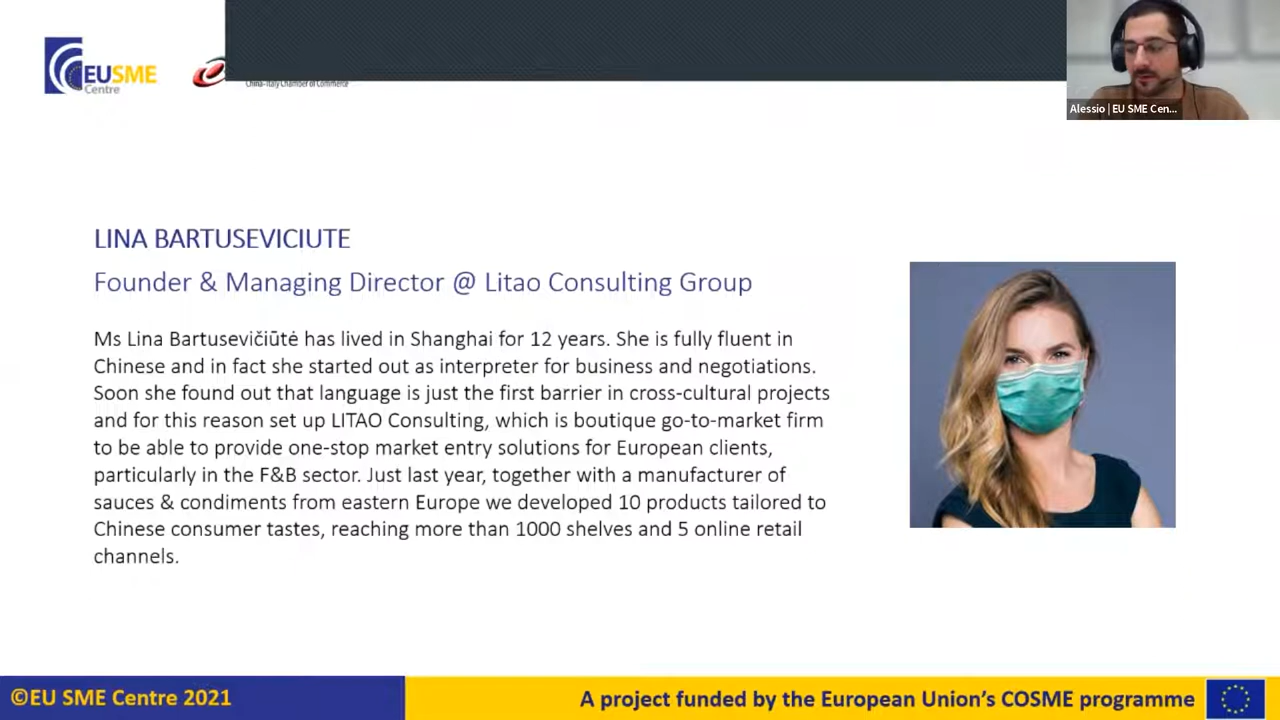 EUSME
Centre
China-Italy Chamber of Commerce
Alessio | EU SME Cen...
LINA BARTUSEVICIUTE
Founder & Managing Director @ Litao Consulting Group
Ms Lina Bartusevičiūtė has lived in Shanghai for 12 years. She is fully fluent in
Chinese and in fact she started out as interpreter for business and negotiations.
Soon she found out that language is just the first barrier in cross-cultural projects
and for this reason set up LITAO Consulting, which is boutique go-to-market firm
to be able to provide one-stop market entry solutions for European clients,
particularly in the F&B sector. Just last year, together with a manufacturer of
sauces & condiments from eastern Europe we developed 10 products tailored to
Chinese consumer tastes, reaching more than 1000 shelves and 5 online retail
channels.
©EU SME Centre 2021
A project funded by the European Union's COSME programme